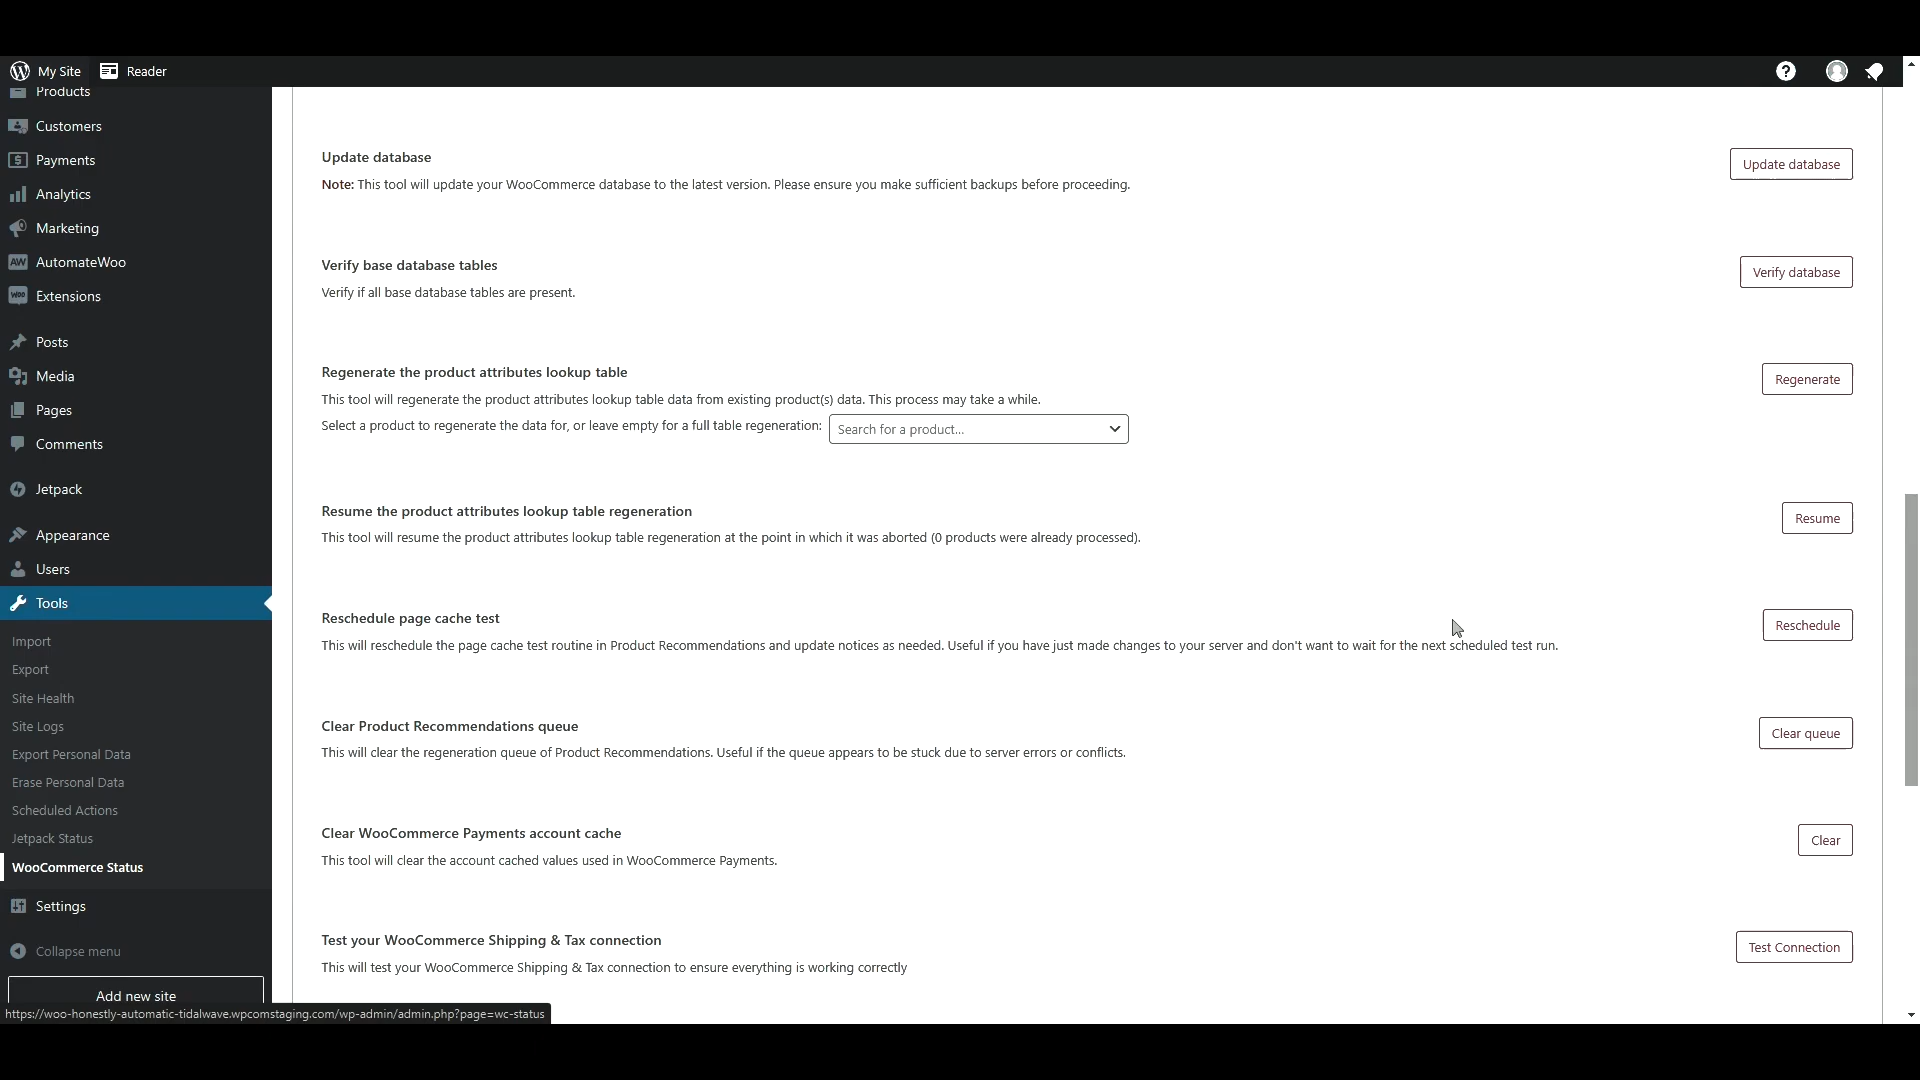 My Site
Reader
Products
Customers
Payments
Analytics
Marketing
AutomateWoo
Extensions
Posts
Media
Pages
Comments
Jetpack
Appearance
Users
Tools
Import
Export
Site Health
Site Logs
Export Personal Data
Erase Personal Data
Scheduled Actions
Jetpack Status
WooCommerce Status
Settings
Collapse menu
Add new site
https://woo-honestly-automatic-tidalwave.wpcomstaging.com/wp-admin/admin.php?page=wc-status
Update database
Note: This tool will update your WooCommerce database to the latest version. Please ensure you make sufficient backups before proceeding.
Update database
Verify base database tables
Verify if all base database tables are present.
Verify database
Regenerate the product attributes lookup table
This tool will regenerate the product attributes lookup table data from existing product(s) data. This process may take a while.
Select a product to regenerate the data for, or leave empty for a full table regeneration: Search for a product...
Regenerate
Resume the product attributes lookup table regeneration
This tool will resume the product attributes lookup table regeneration at the point in which it was aborted (0 products were already processed).
Resume
Reschedule page cache test
This will reschedule the page cache test routine in Product Recommendations and update notices as needed. Useful if you have just made changes to your server and don't want to wait for the next scheduled test run.
Reschedule
Clear Product Recommendations queue
This will clear the regeneration queue of Product Recommendations. Useful if the queue appears to be stuck due to server errors or conflicts.
Clear queue
Clear WooCommerce Payments account cache
This tool will clear the account cached values used in WooCommerce Payments.
Clear
Test your WooCommerce Shipping & Tax connection
This will test your WooCommerce Shipping & Tax connection to ensure everything is working correctly
Test Connection